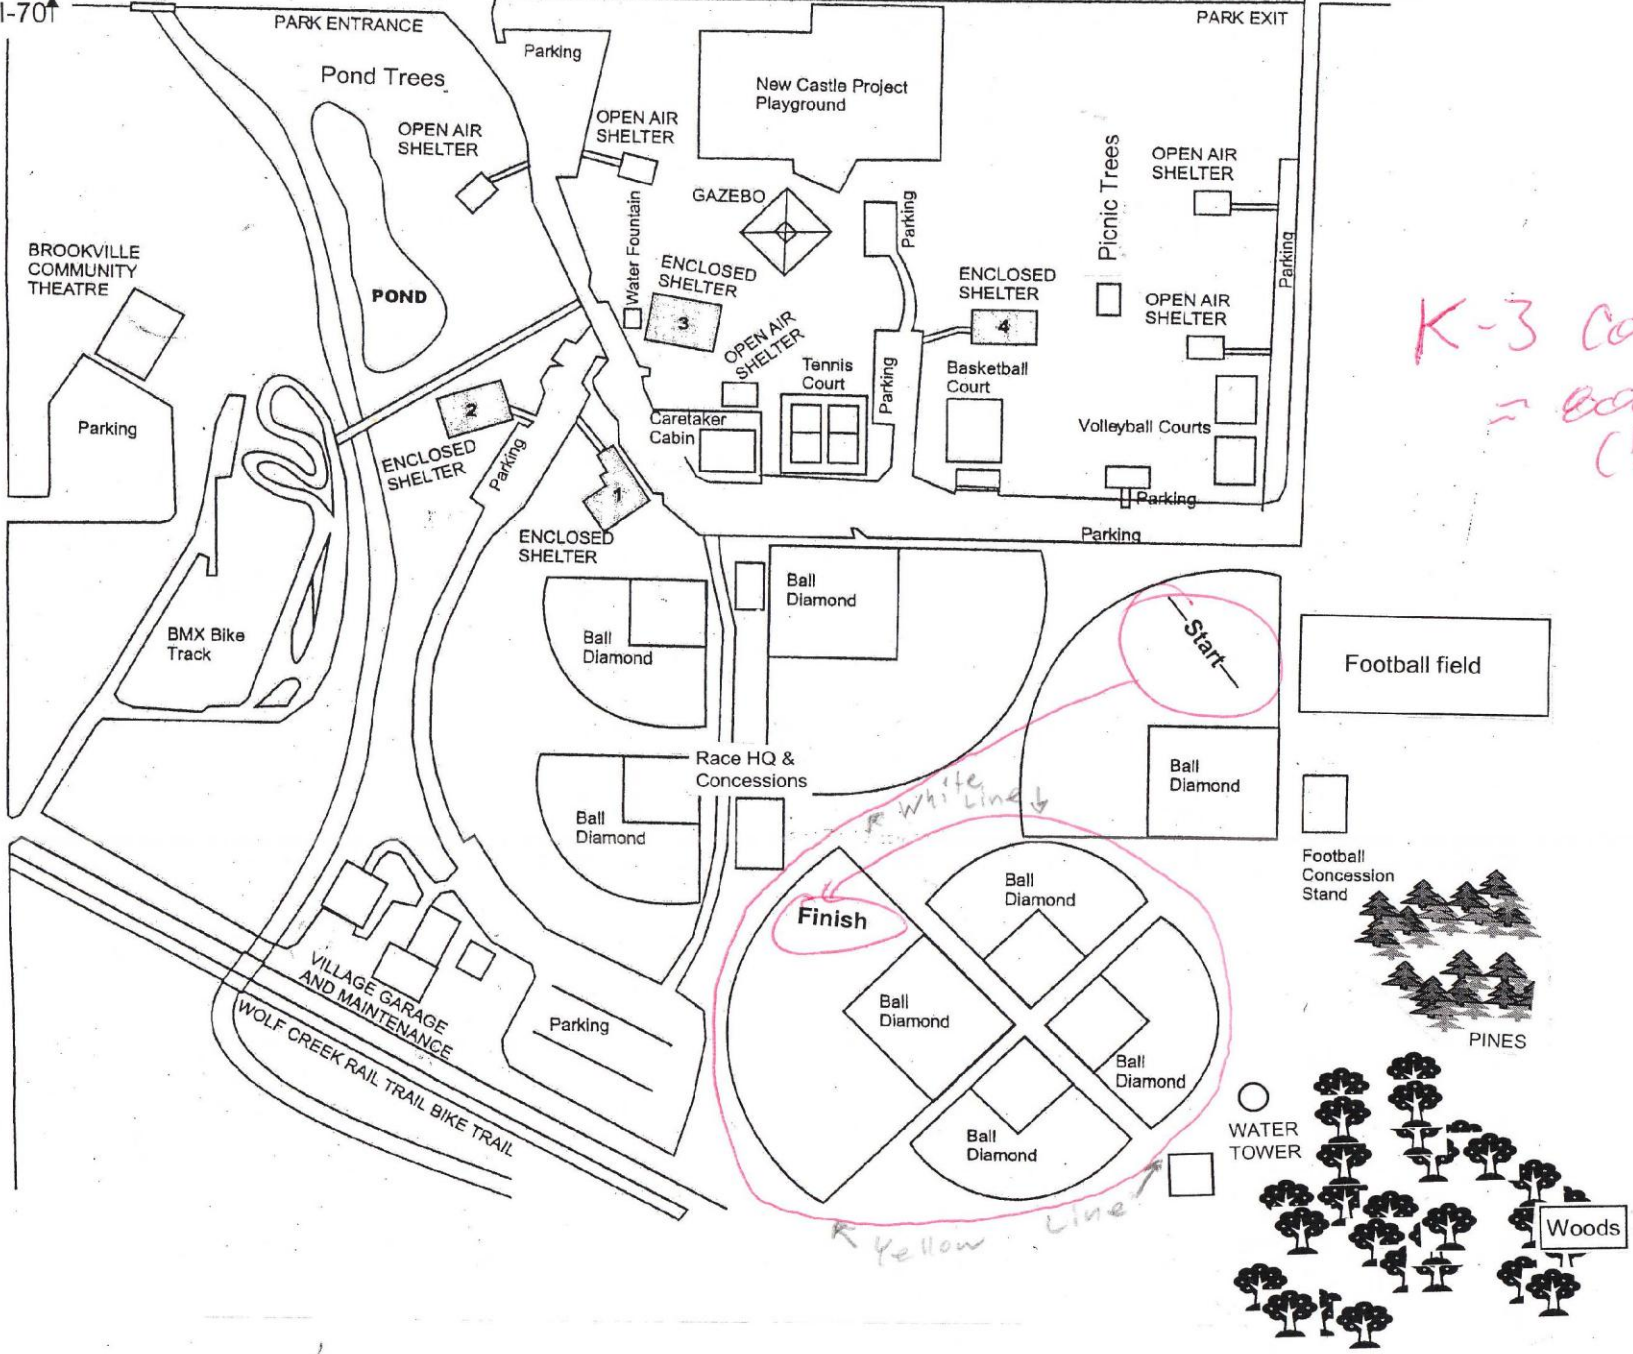 I-70↑
PARK ENTRANCE
PARK EXIT
Parking
Pond Trees
New Castle Project
Playground
OPEN AIR
SHELTER
OPEN AIR
SHELTER
Picnic Trees
OPEN AIR
SHELTER
GAZEBO
Water Fountain
Parking
Parking
BROOKVILLE
COMMUNITY
THEATRE
POND
ENCLOSED
SHELTER
3
ENCLOSED
SHELTER
4
OPEN AIR
SHELTER
OPEN AIR
SHELTER
K-3
Tennis
Court
Parking
Basketball
Court
Parking
2
ENCLOSED
SHELTER
Parking
Caretaker
Cabin
Volleyball Courts
1
Parking
ENCLOSED
SHELTER
Parking
Ball
Diamond
Start
BMX Bike
Track
Ball
Diamond
Football field
Race HQ &
Concessions
Ball
Diamond
White
Line
Ball
Diamond
Football
Concession
Stand
Ball
Diamond
Finish
VILLAGE GARAGE
AND MAINTENANCE
WOLF CREEK RAIL TRAIL BIKE TRAIL
Parking
Ball
Diamond
Ball
Diamond
PINES
WATER
TOWER
Ball
Diamond
Yellow Line
Woods